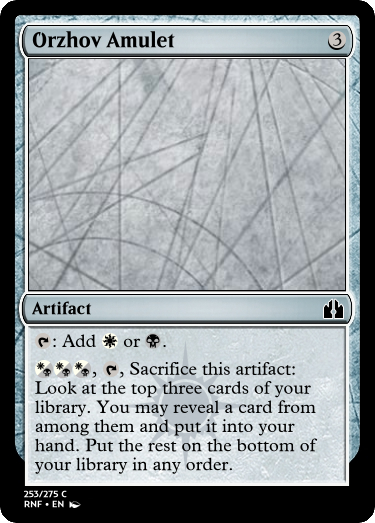 Orzhov Amulet 3
Artifact
: Add or .
, , Sacrifice this artifact:
Look at the top three cards of your
library. You may reveal a card from
among them and put it into your
hand. Put the rest on the bottom of
your library in any order.
253/275 C
RNF • EN